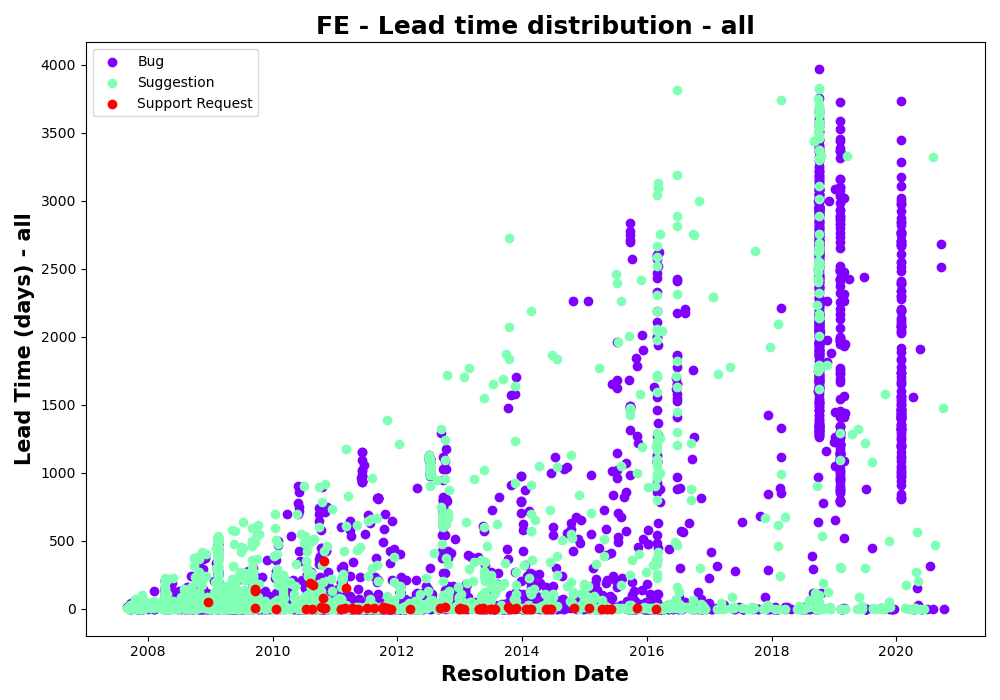 FE - Lead time distribution - all
Bug
Suggestion
Support Request
Lead Time (days) - all
4000
3500
3000
2500
2000
1500
1000
500
0
2008 2010 2012 2014 2016 2018 2020
Resolution Date